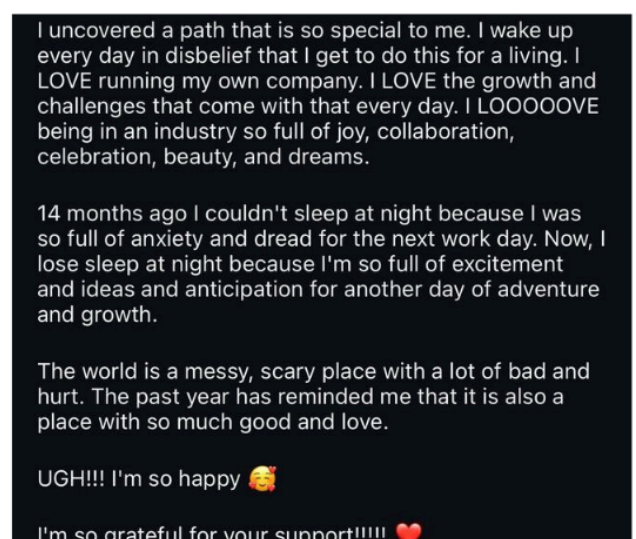 I uncovered a path that is so special to me. I wake up
every day in disbelief that I get to do this for a living. I
LOVE running my own company. I LOVE the growth and
challenges that come with that every day. I LOOOOOVE
being in an industry so full of joy, collaboration,
celebration, beauty, and dreams.
14 months ago I couldn't sleep at night because I was
so full of anxiety and dread for the next work day. Now, I
lose sleep at night because I'm so full of excitement
and ideas and anticipation for another day of adventure
and growth.
The world is a messy, scary place with a lot of bad and
hurt. The past year has reminded me that it is also a
place with so much good and love.
UGH!!! I'm so happy 🥰
I'm so grateful for your support!!!!! ❤️